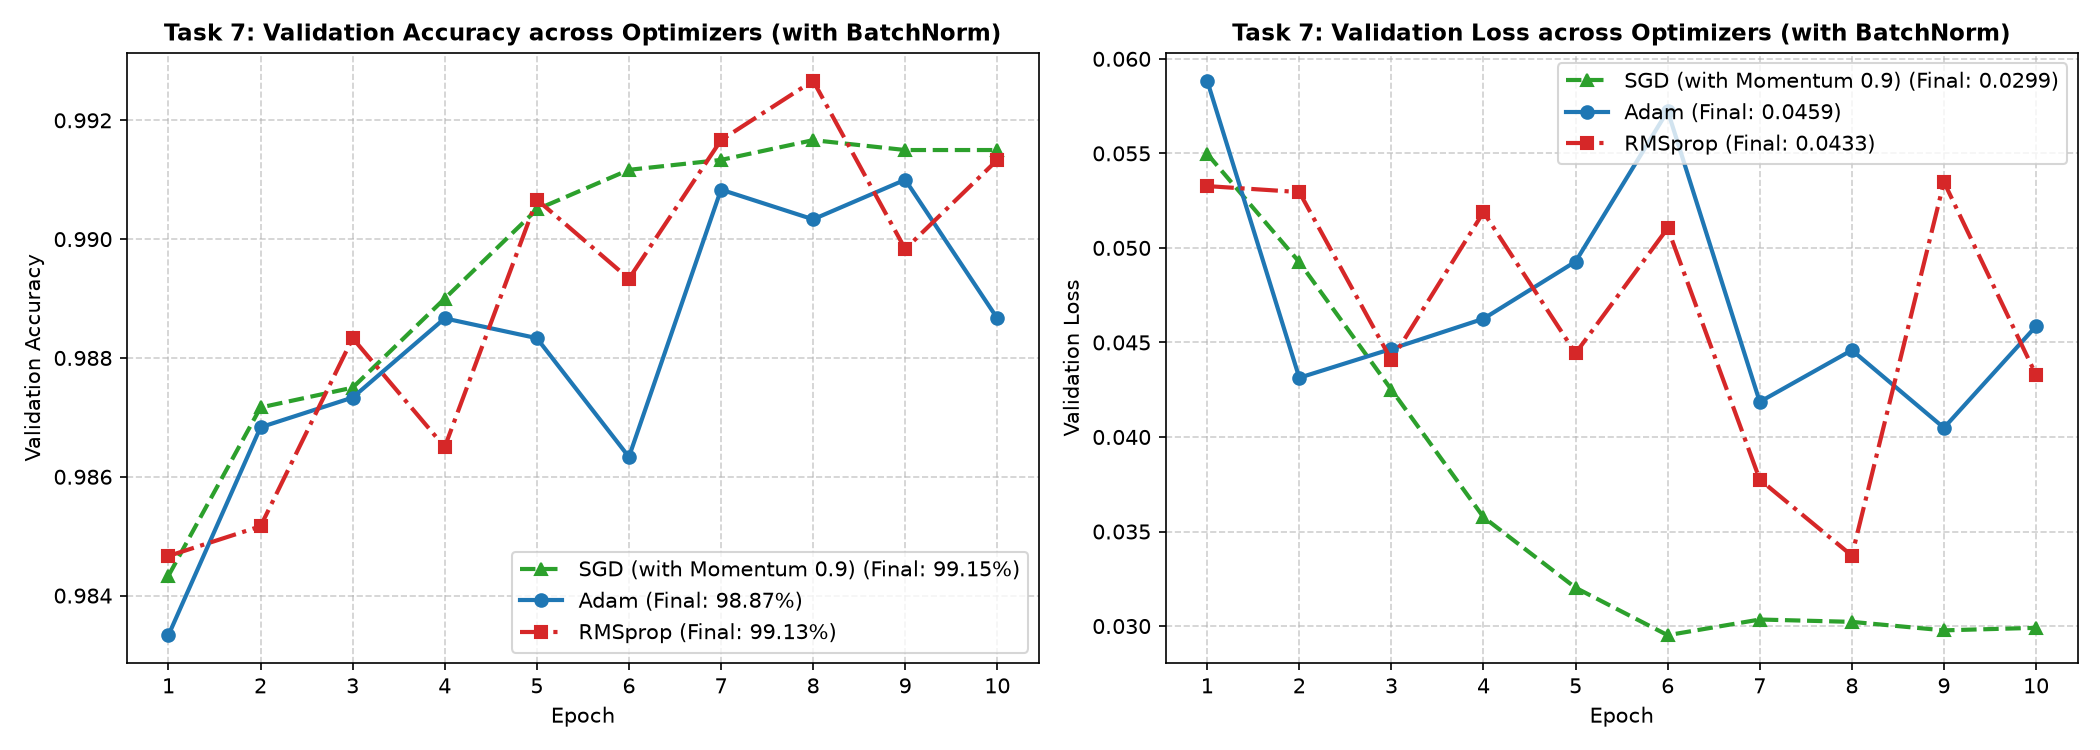 Task 7: Validation Accuracy across Optimizers (with BatchNorm)
Validation Accuracy
0.992
0.990
0.988
0.986
0.984
SGD (with Momentum 0.9) (Final: 99.15%)
Adam (Final: 98.87%)
RMSprop (Final: 99.13%)
1 2 3 4 5 6 7 8 9 10
Epoch
Task 7: Validation Loss across Optimizers (with BatchNorm)
Validation Loss
0.060
0.055
0.050
0.045
0.040
0.035
0.030
SGD (with Momentum 0.9) (Final: 0.0299)
Adam (Final: 0.0459)
RMSprop (Final: 0.0433)
1 2 3 4 5 6 7 8 9 10
Epoch